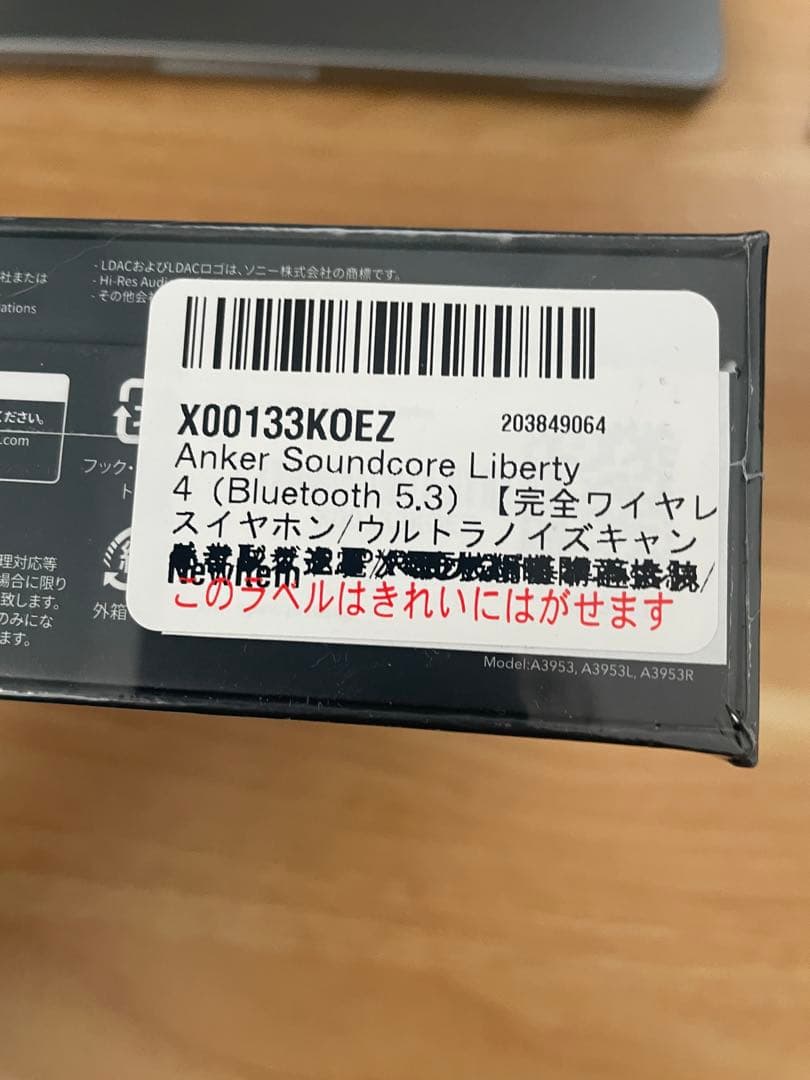 社または
ations
- LDACおよびLDACロゴは、ソニー株式会社の商標です。
- Hi-Res Audi
- その他会
ださい。
.com
フック・
ト
理対応等
場合に限り
致します。
のみにな
ます。
外箱
X00133KOEZ
203849064
Anker Soundcore Liberty
4 (Bluetooth 5.3) 【完全ワイヤレ
スイヤホン/ウルトラノイズキャン
New Item
このラベルはきれいにはがせます
Model:A3953, A3953L, A3953R